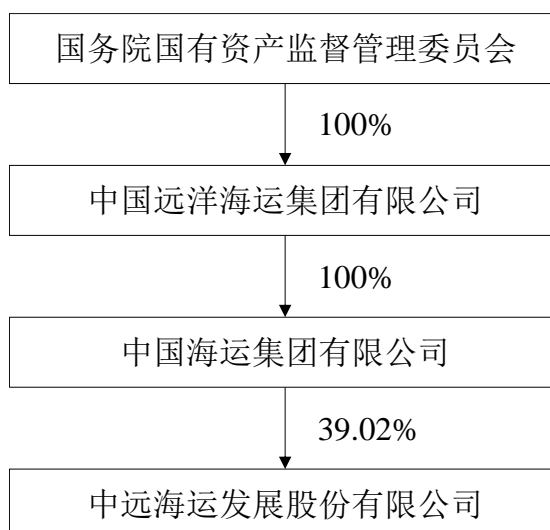 国务院国有资产监督管理委员会
100%
中国远洋海运集团有限公司
100%
中国海运集团有限公司
39.02%
中远海运发展股份有限公司